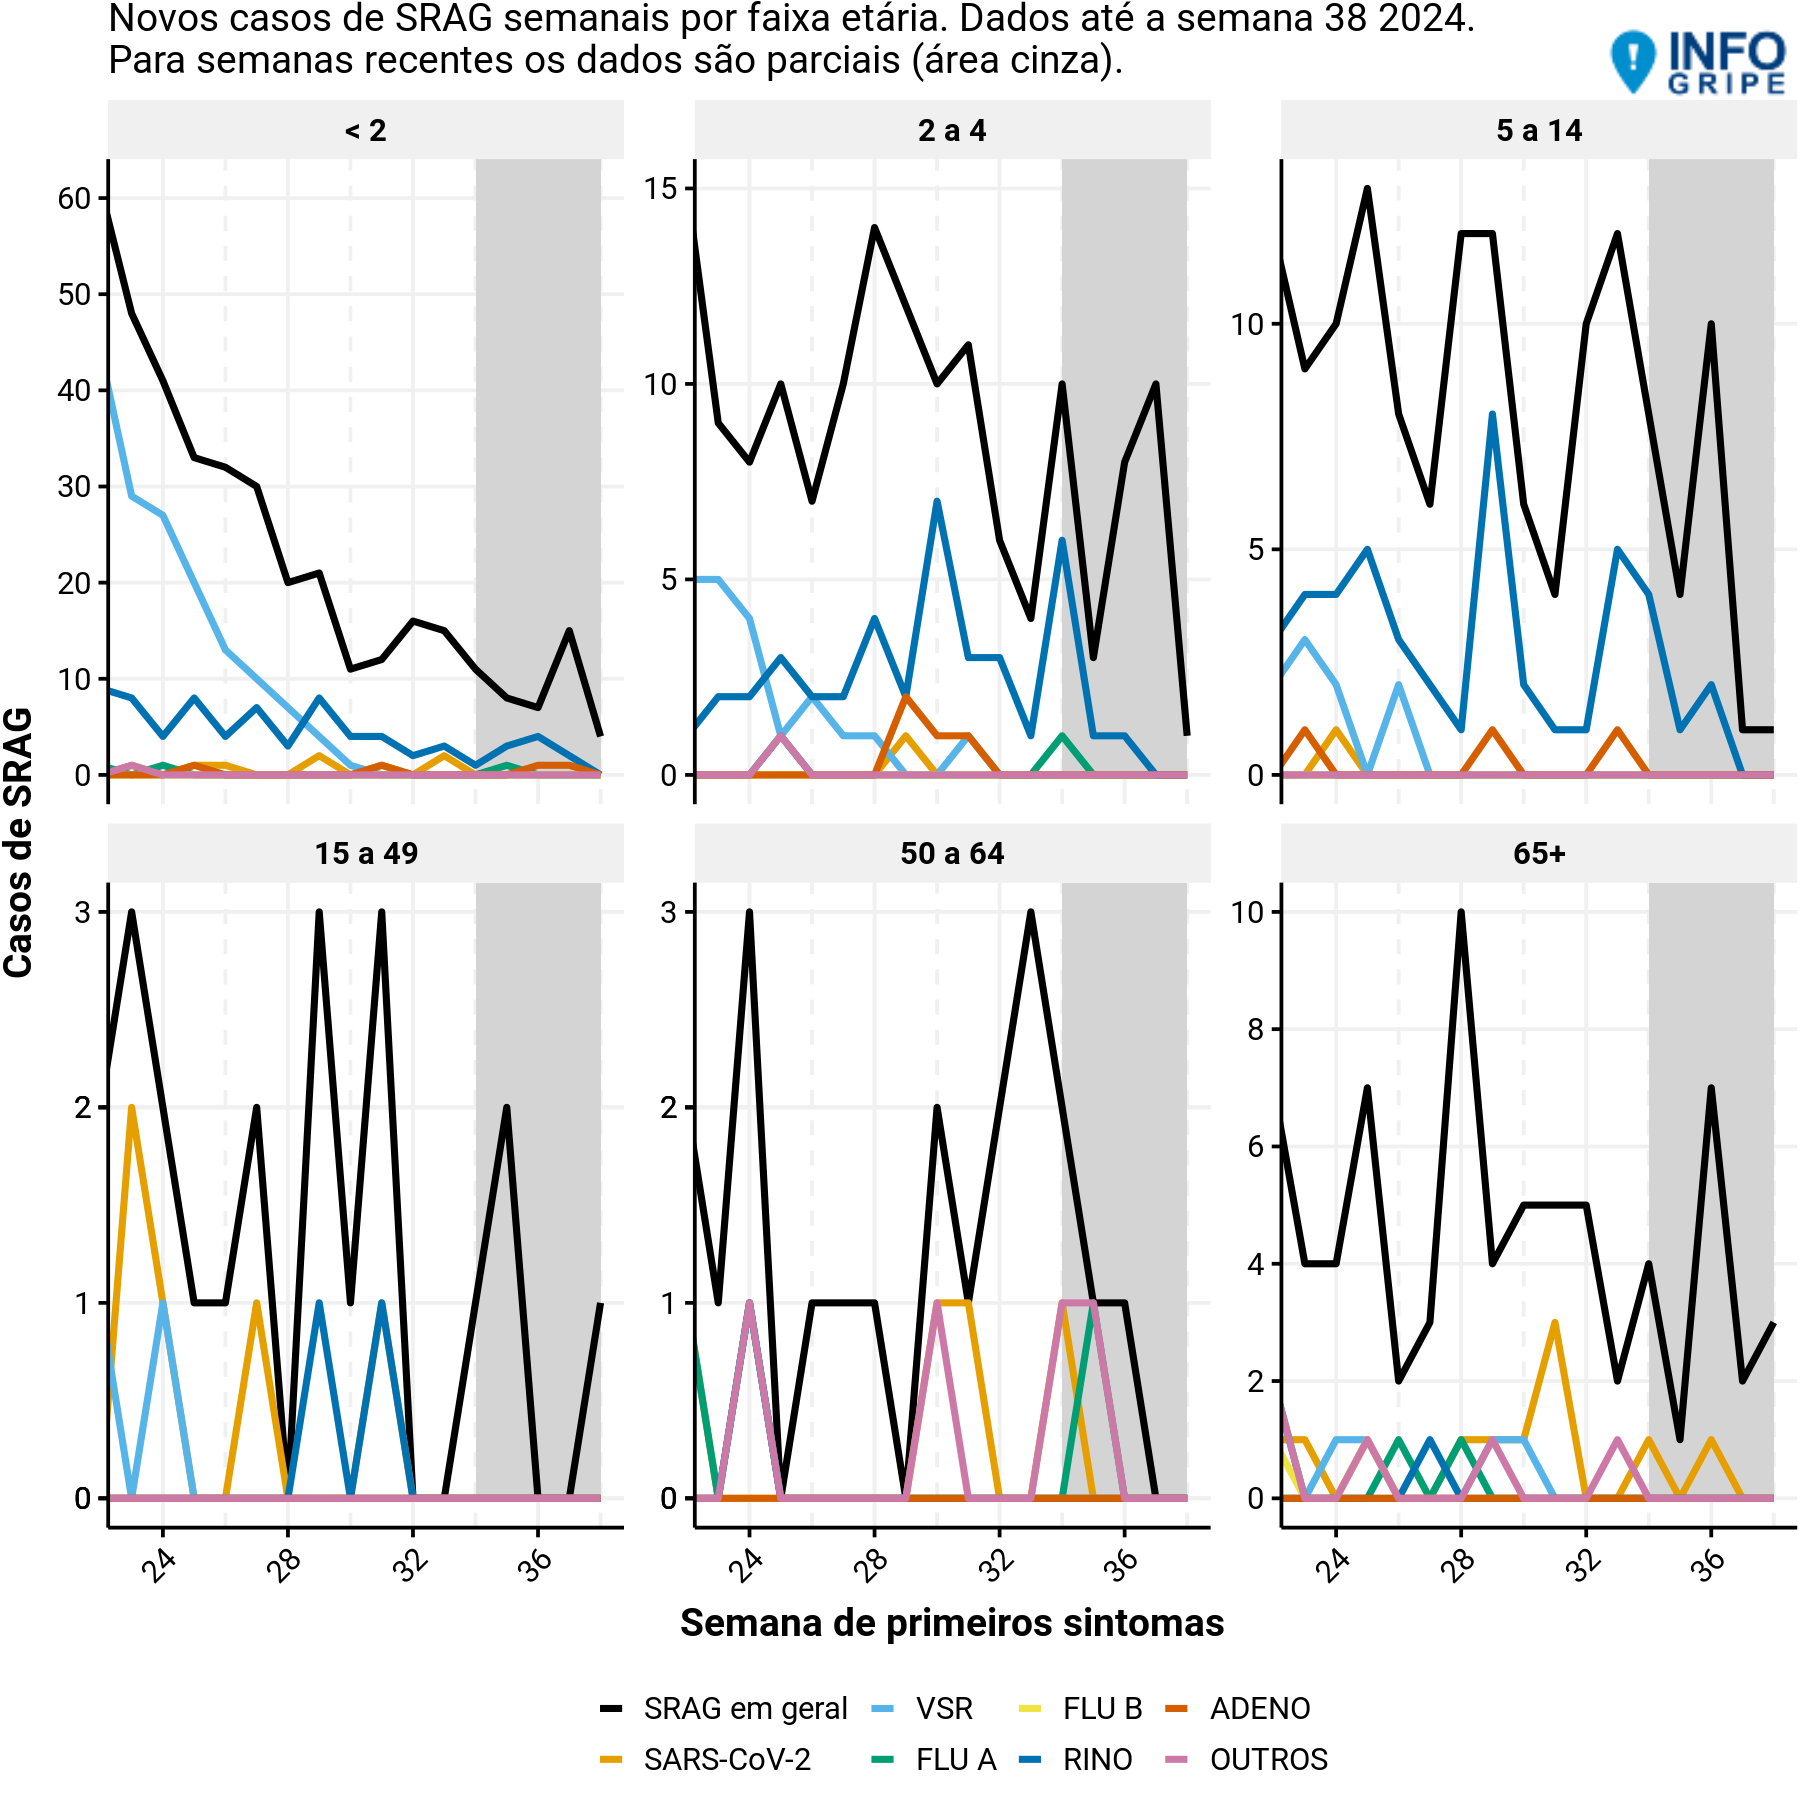 Novos casos de SRAG semanais por faixa etária. Dados até a semana 38 2024.
Para semanas recentes os dados são parciais (área cinza).
INFO
GRIPE
< 2
2 a 4
5 a 14
60
50
40
30
20
10
0
15
10
5
0
10
5
0
Casos de SRAG
15 a 49
50 a 64
65+
3
2
1
0
3
2
1
0
10
8
6
4
2
0
24
28
32
36
24
28
32
36
24
28
32
36
Semana de primeiros sintomas
SRAG em geral
VSR
FLU B
ADENO
SARS-CoV-2
FLU A
RINO
OUTROS